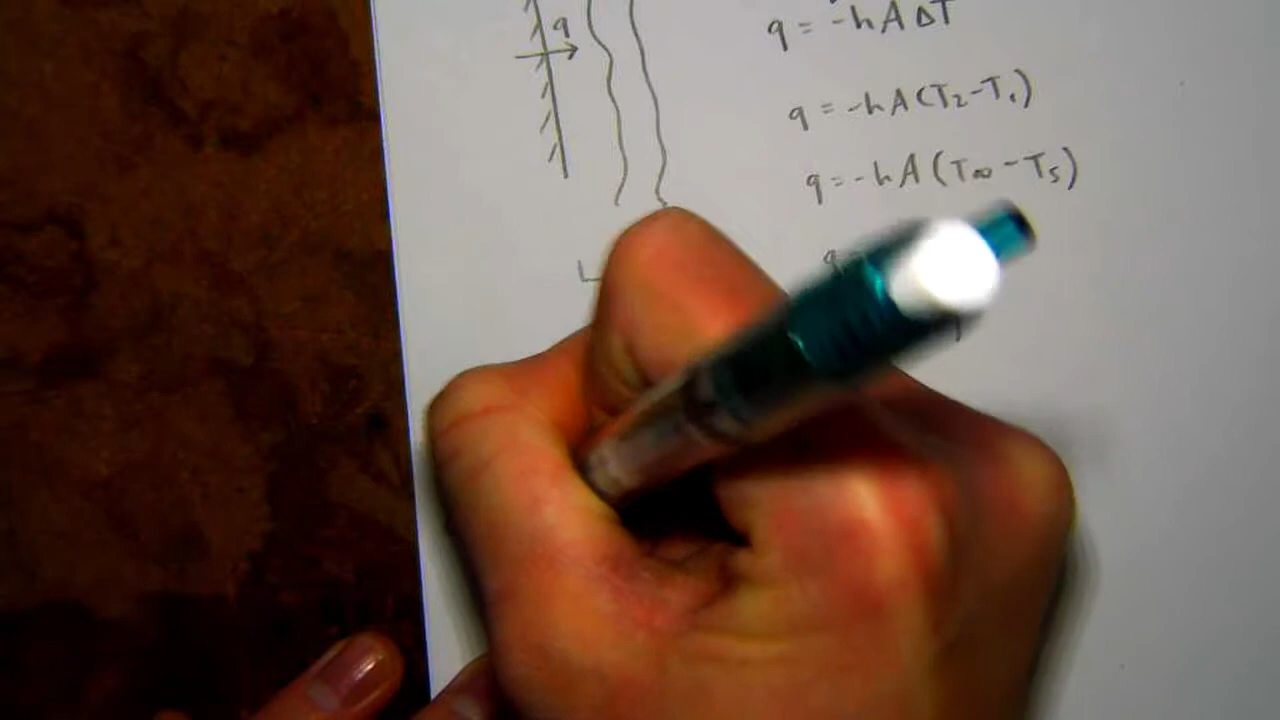 q
q = -hAΔT
q = -hA(T₂-T₁)
q = -hA(T∞-Tₛ)
q